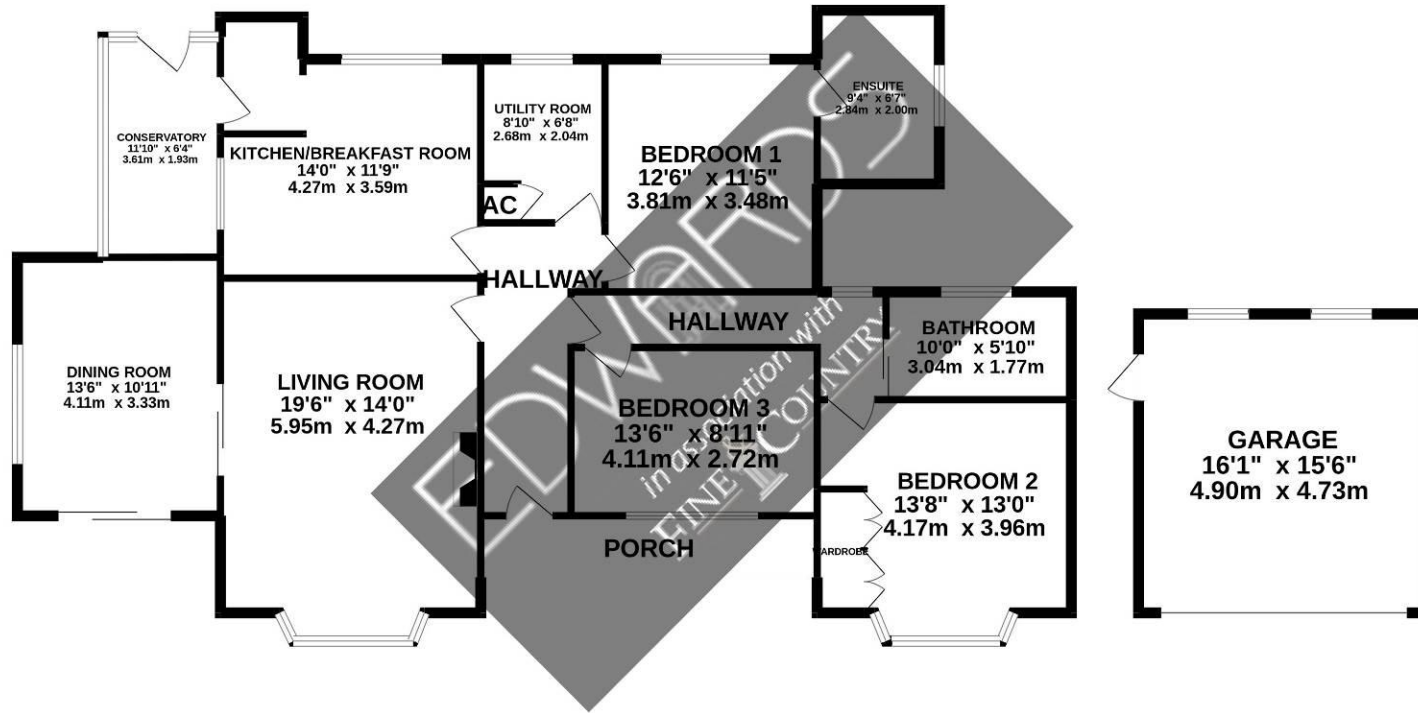 ENSUITE
9'4" x 6'7"
2.84m x 2.00m
UTILITY ROOM
8'10" x 6'8"
2.68m x 2.04m
CONSERVATORY
11'10" x 6'4"
3.61m x 1.93m
KITCHEN/BREAKFAST ROOM
14'0" x 11'9"
4.27m x 3.59m
BEDROOM 1
12'6" x 11'5"
3.81m x 3.48m
AC
HALLWAY
HALLWAY
BATHROOM
10'0" x 5'10"
3.04m x 1.77m
DINING ROOM
13'6" x 10'11"
4.11m x 3.33m
LIVING ROOM
19'6" x 14'0"
5.95m x 4.27m
BEDROOM 3
13'6" x 8'11"
4.11m x 2.72m
BEDROOM 2
13'8" x 13'0"
4.17m x 3.96m
WARDROBE
PORCH
GARAGE
16'1" x 15'6"
4.90m x 4.73m
EDWARDS
in association with
FINE & COUNTRY